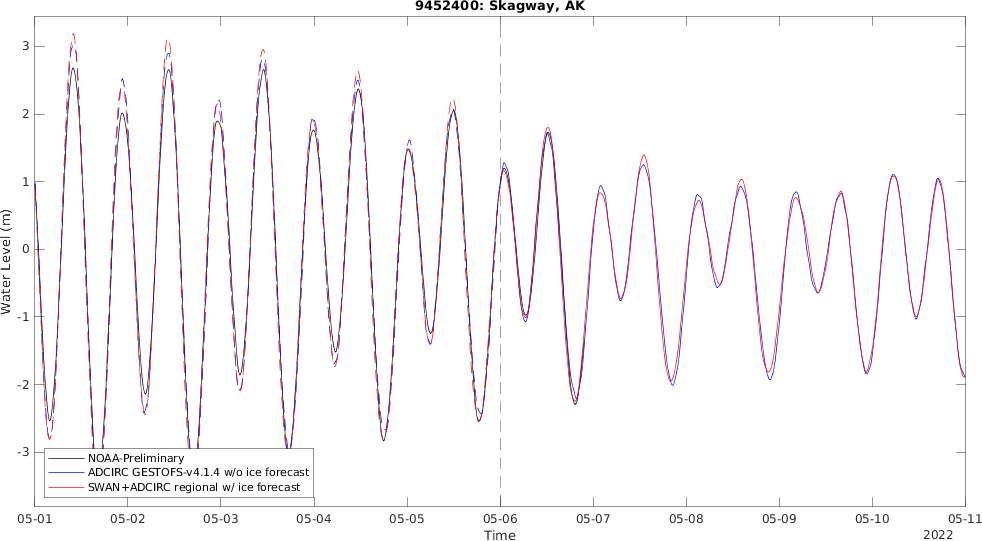 9452400: Skagway, AK
3
2
1
0
-1
-2
-3
Water Level (m)
NOAA-Preliminary
ADCIRC GESTOFS-v4.1.4 w/o ice forecast
SWAN+ADCIRC regional w/ ice forecast
05-01 05-02 05-03 05-04 05-05 05-06 05-07 05-08 05-09 05-10 05-11
Time
2022